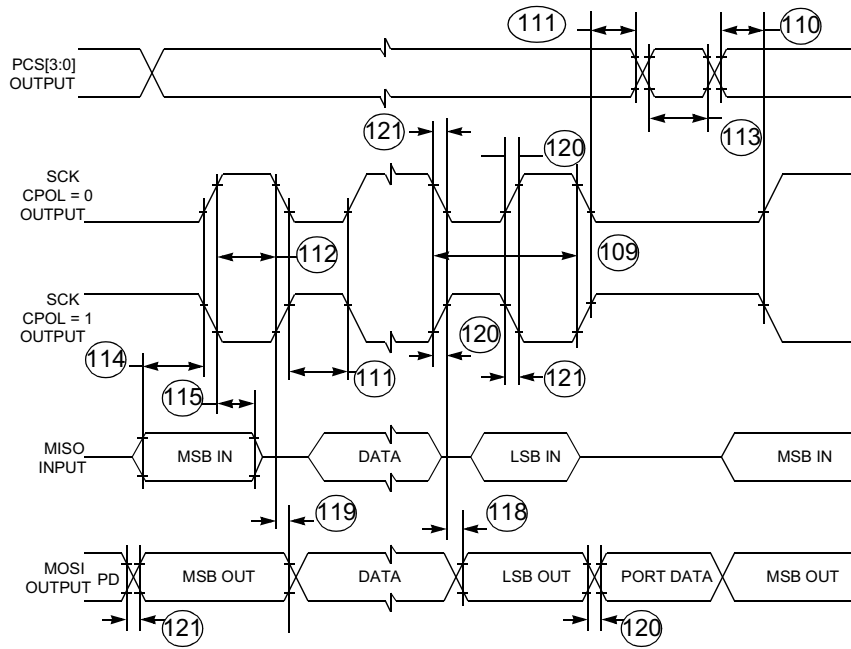 111
110
PCS[3:0]
OUTPUT
121
120
113
SCK
CPOL = 0
OUTPUT
112
109
SCK
CPOL = 1
OUTPUT
120
114
111
121
115
MISO
INPUT
MSB IN
DATA
LSB IN
MSB IN
119
118
MOSI
OUTPUT
PD
MSB OUT
DATA
LSB OUT
PORT DATA
MSB OUT
121
120